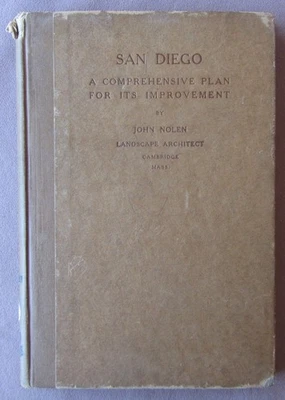 SAN DIEGO
A COMPREHENSIVE PLAN
FOR ITS IMPROVEMENT
BY
JOHN NOLEN
LANDSCAPE ARCHITECT
CAMBRIDGE
MASS.